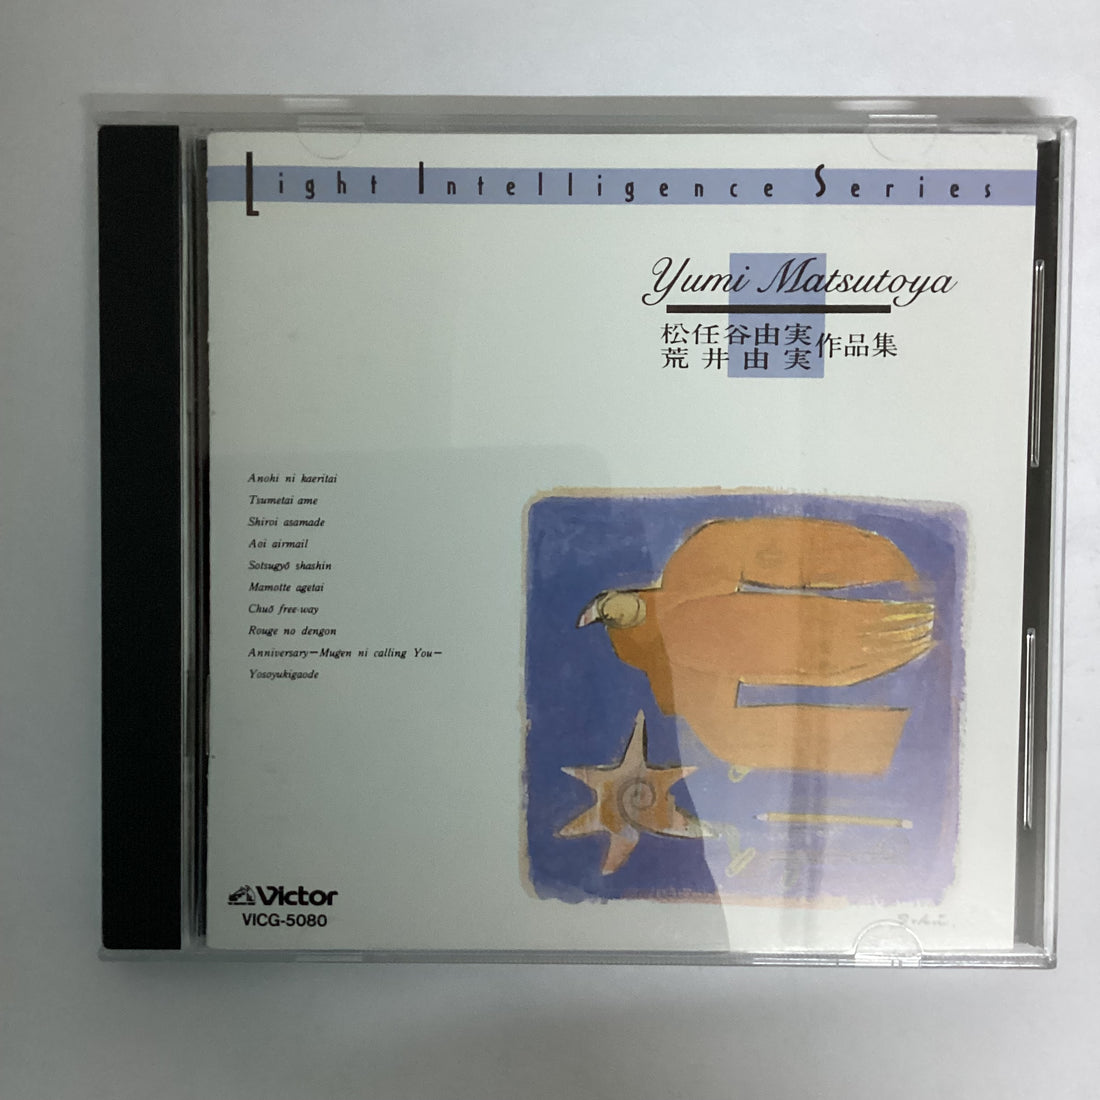 Light Intelligence Series
Yumi Matsutoya
松任谷由実
荒井由実
作品集
Anohi ni kaeritai
Tsumetai ame
Shiroi asamade
Aoi airmail
Sotsugyō shashin
Mamotte agetai
Chuō free-way
Rouge no dengon
Anniversary—Mugen ni calling You—
Yosoyukigaode
Victor
VICG-5080